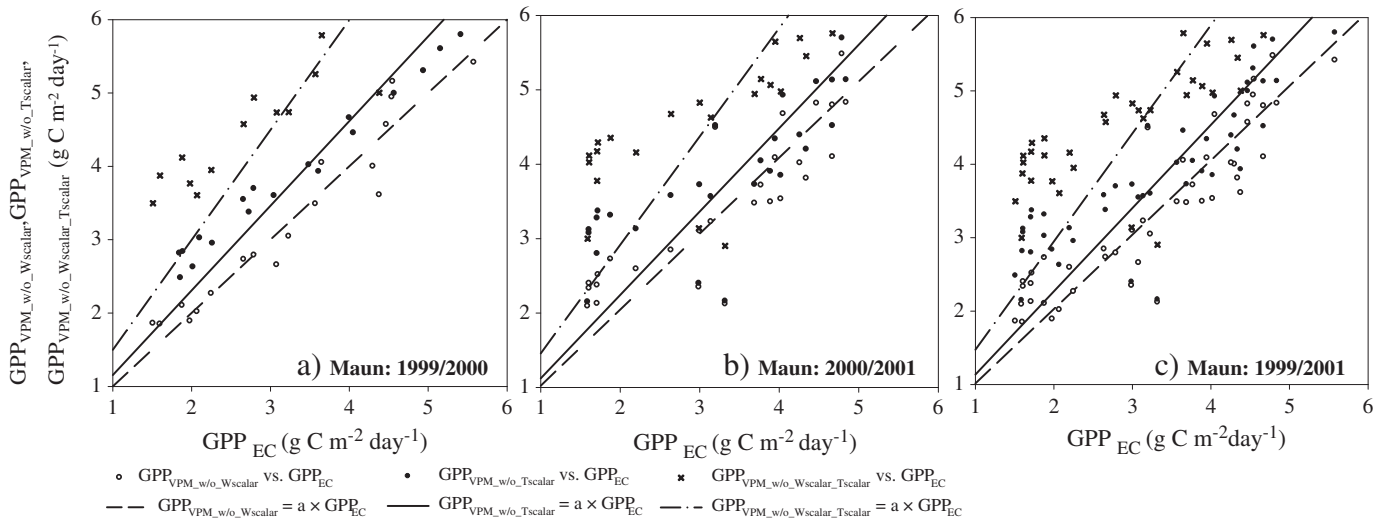 GPP_VPM_w/o_Wscalar, GPP_VPM_w/o_Tscalar,
GPP_VPM_w/o_Wscalar_Tscalar (g C m-2 day-1)
6
5
4
3
2
1
a) Maun: 1999/2000
1 2 3 4 5 6
GPP EC (g C m-2 day-1)
6
5
4
3
2
1
b) Maun: 2000/2001
1 2 3 4 5 6
GPP EC (g C m-2 day-1)
6
5
4
3
2
1
c) Maun: 1999/2001
1 2 3 4 5 6
GPP EC (g C m-2day-1)
GPP_VPM_w/o_Wscalar vs. GPP_EC
GPP_VPM_w/o_Tscalar vs. GPP_EC
GPP_VPM_w/o_Wscalar_Tscalar vs. GPP_EC
GPP_VPM_w/o_Wscalar = a × GPP_EC
GPP_VPM_w/o_Tscalar = a × GPP_EC
GPP_VPM_w/o_Wscalar_Tscalar = a × GPP_EC